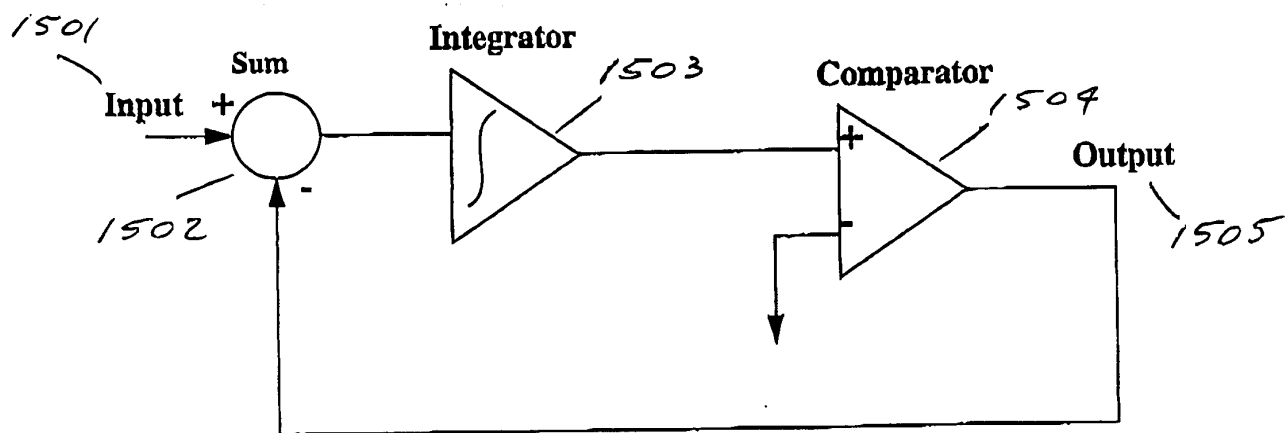 1501
Integrator
Sum
1503
Comparator
Input
+
1504
+
Output
-
-
1502
1505